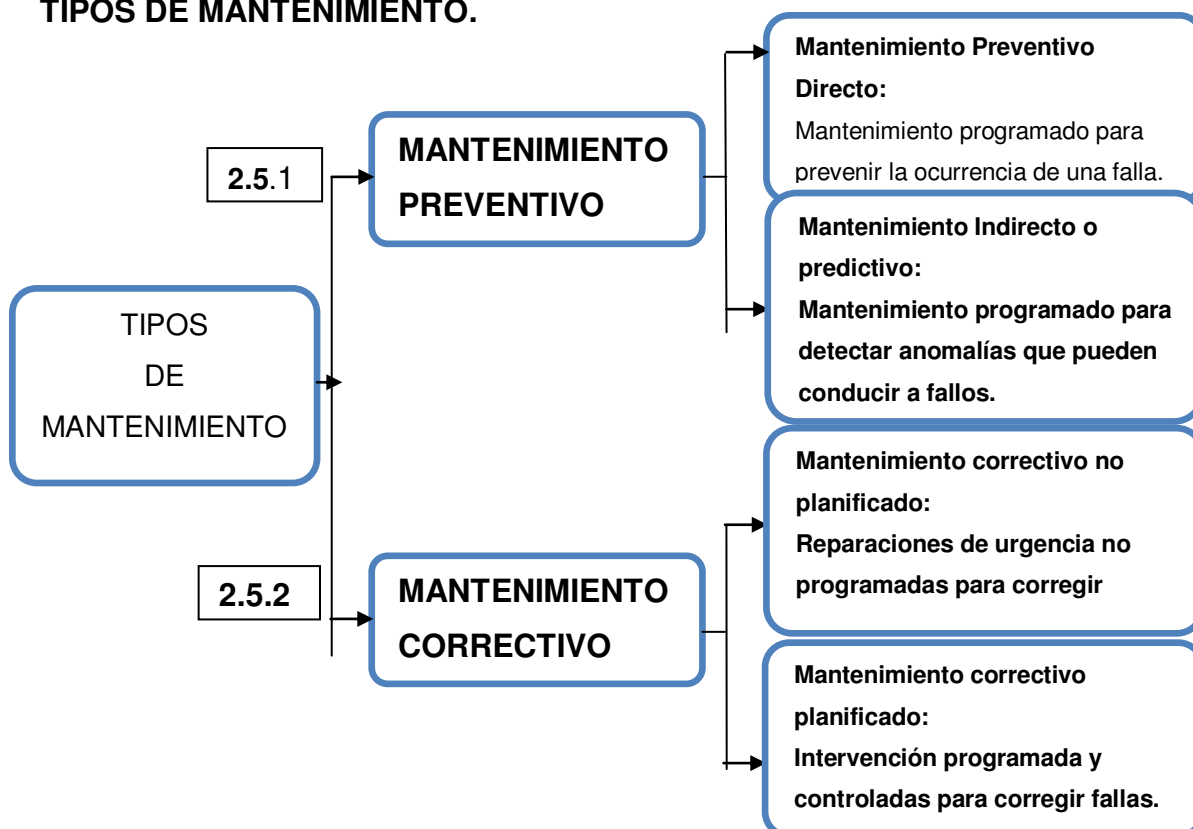 TIPOS DE MANTENIMIENTO.
TIPOS
DE
MANTENIMIENTO
2.5.1
MANTENIMIENTO
PREVENTIVO
Mantenimiento Preventivo
Directo:
Mantenimiento programado para
prevenir la ocurrencia de una falla.
Mantenimiento Indirecto o
predictivo:
Mantenimiento programado para
detectar anomalías que pueden
conducir a fallos.
2.5.2
MANTENIMIENTO
CORRECTIVO
Mantenimiento correctivo no
planificado:
Reparaciones de urgencia no
programadas para corregir
Mantenimiento correctivo
planificado:
Intervención programada y
controladas para corregir fallas.